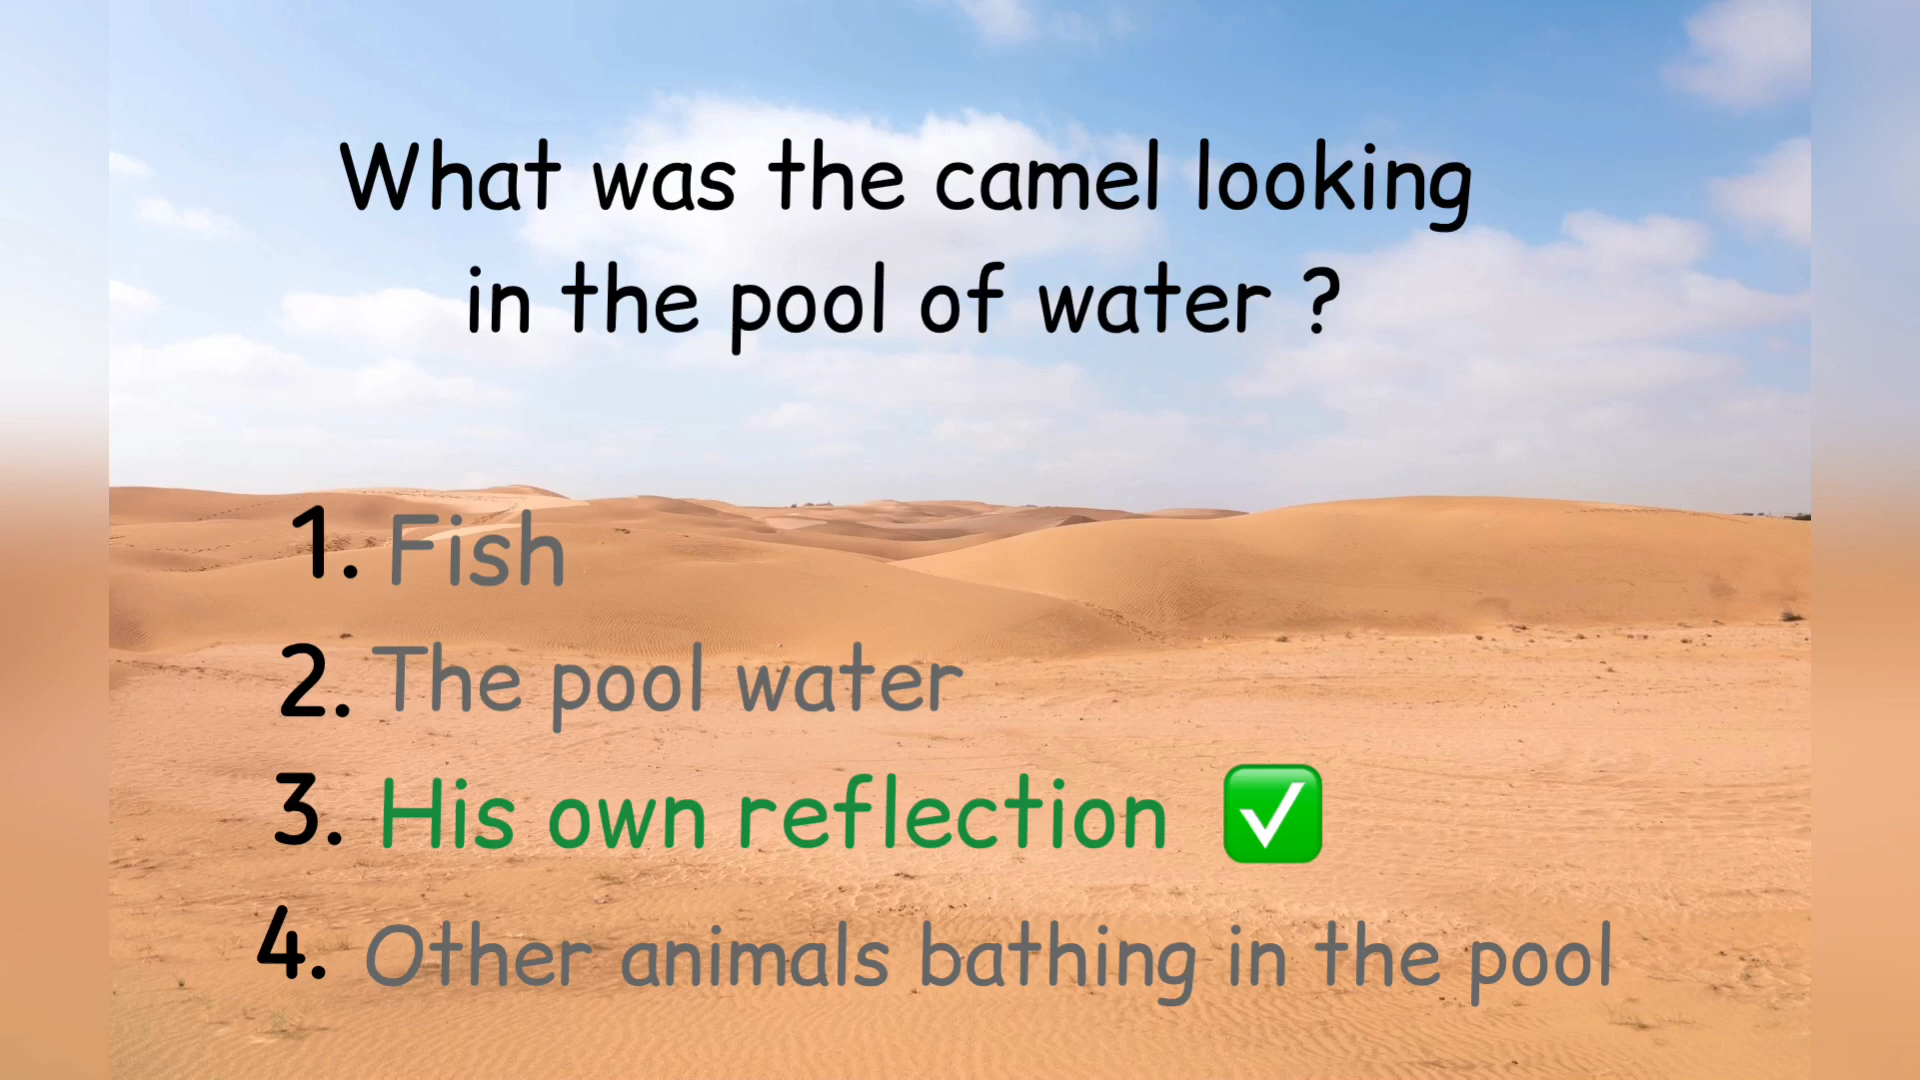 What was the camel looking
in the pool of water ?
1. Fish
2. The pool water
3. His own reflection ✅
4. Other animals bathing in the pool